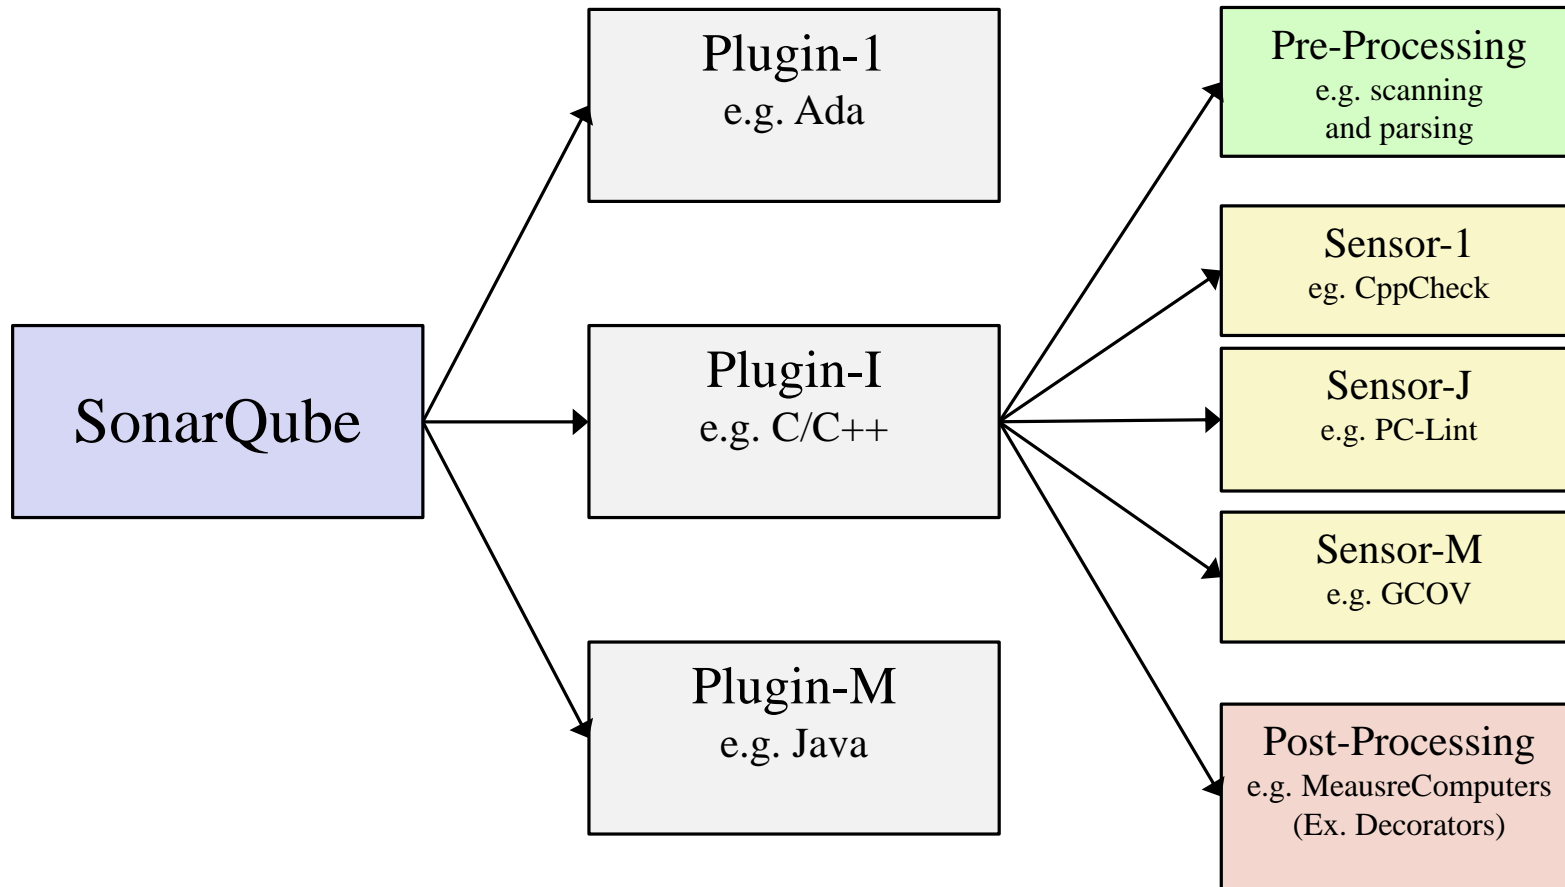 SonarQube
Plugin-1
e.g. Ada
Plugin-I
e.g. C/C++
Plugin-M
e.g. Java
Pre-Processing
e.g. scanning
and parsing
Sensor-1
eg. CppCheck
Sensor-J
e.g. PC-Lint
Sensor-M
e.g. GCOV
Post-Processing
e.g. MeausreComputers
(Ex. Decorators)